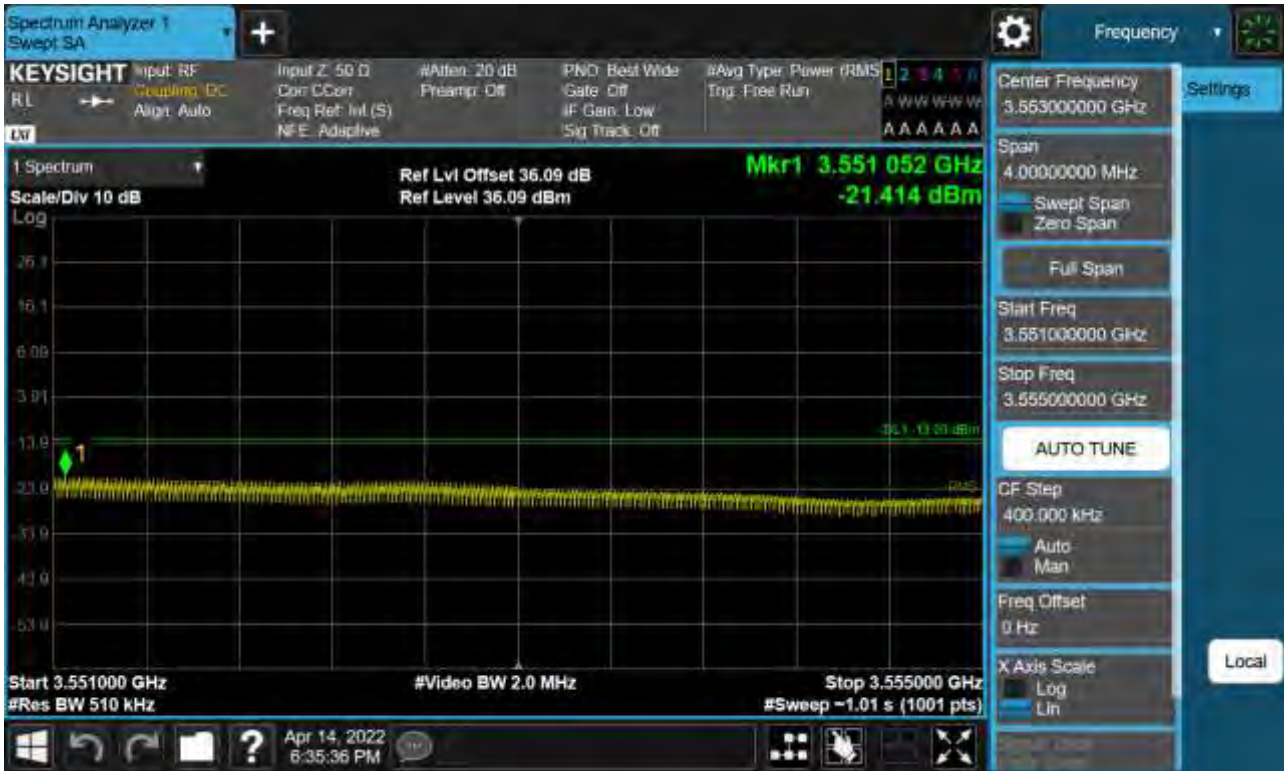 Spectrum Analyzer 1
Swept SA
+
Frequency
KEYSIGHT
RL
Input: RF
Coupling: DC
Align: Auto
Input Z: 50 Ω
Corr CCorr
Freq Ref: Int (S)
NFE: Adaptive
#Atten: 20 dB
Preamp: Off
PNO: Best Wide
Gate: Off
IF Gain: Low
Sig Track: Off
#Avg Type: Power (RMS
Trig: Free Run
1 2 3 4 5 6
A W W W W W
A A A A A A
LXI
1 Spectrum
Scale/Div 10 dB
Log
Ref Lvl Offset 36.09 dB
Ref Level 36.09 dBm
Mkr1 3.551 052 GHz
-21.414 dBm
26.1
16.1
6.09
-3.91
-13.9
DL1 -13.00 dBm
1
-23.9
RMS
-33.9
-43.9
-53.9
Start 3.551000 GHz
#Video BW 2.0 MHz
Stop 3.555000 GHz
#Res BW 510 kHz
#Sweep ~1.01 s (1001 pts)
Apr 14, 2022
6:35:36 PM
?
Center Frequency
3.553000000 GHz
Settings
Span
4.00000000 MHz
Swept Span
Zero Span
Full Span
Start Freq
3.551000000 GHz
Stop Freq
3.555000000 GHz
AUTO TUNE
CF Step
400.000 kHz
Auto
Man
Freq Offset
0 Hz
X Axis Scale
Log
Lin
Local